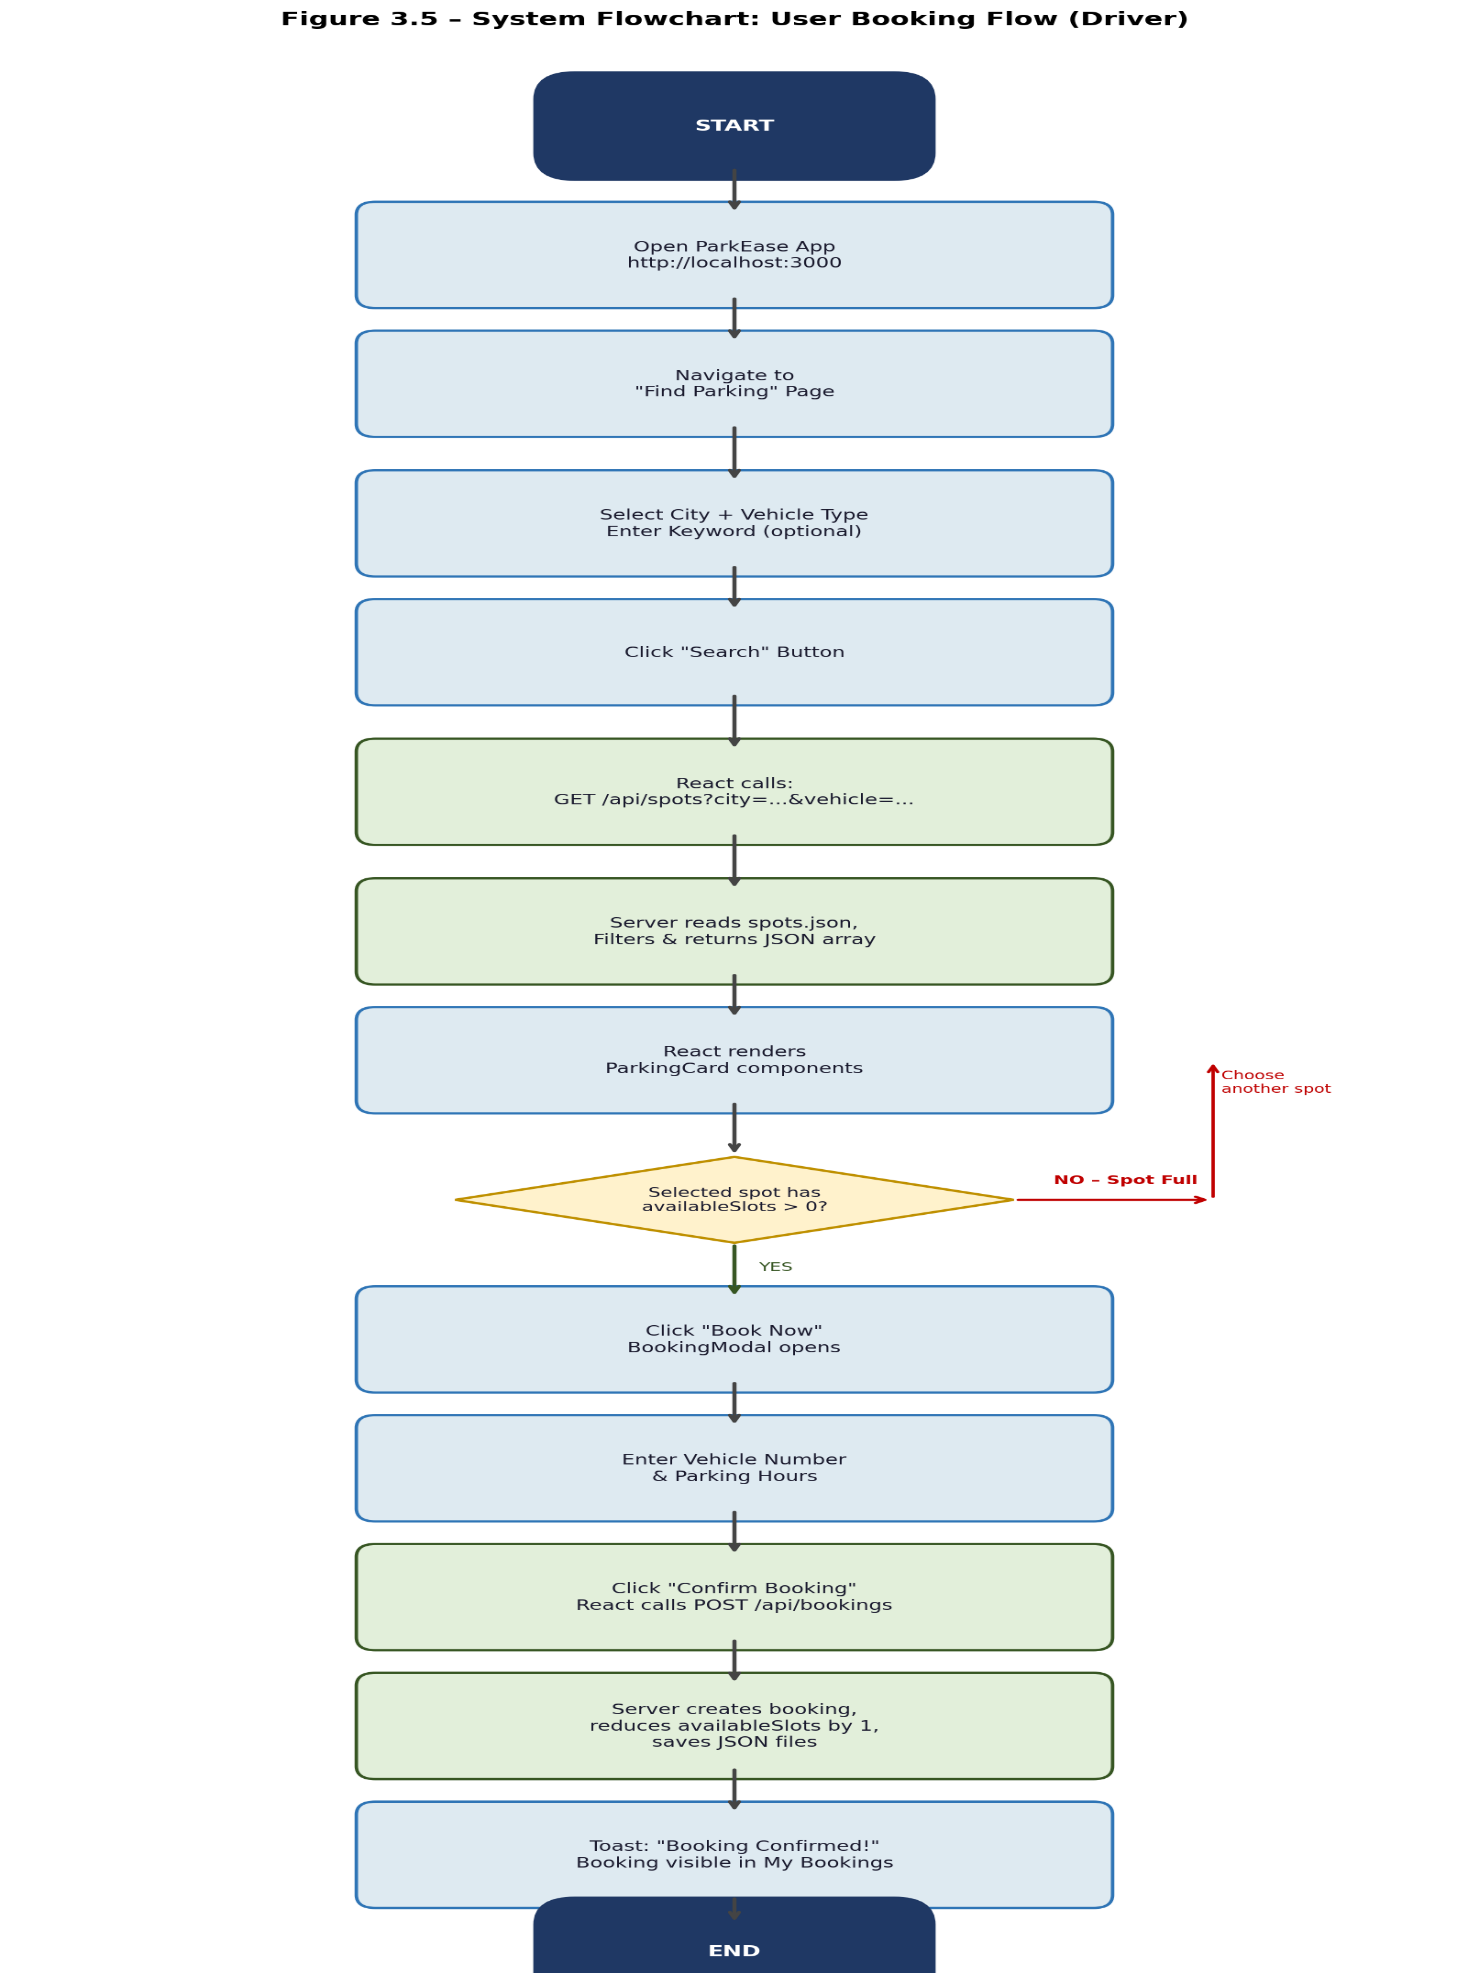 Figure 3.5 – System Flowchart: User Booking Flow (Driver)
START
Open ParkEase App
http://localhost:3000
Navigate to
"Find Parking" Page
Select City + Vehicle Type
Enter Keyword (optional)
Click "Search" Button
React calls:
GET /api/spots?city=...&vehicle=...
Server reads spots.json,
Filters & returns JSON array
React renders
ParkingCard components
Choose
another spot
NO – Spot Full
Selected spot has
availableSlots > 0?
YES
Click "Book Now"
BookingModal opens
Enter Vehicle Number
& Parking Hours
Click "Confirm Booking"
React calls POST /api/bookings
Server creates booking,
reduces availableSlots by 1,
saves JSON files
Toast: "Booking Confirmed!"
Booking visible in My Bookings
END